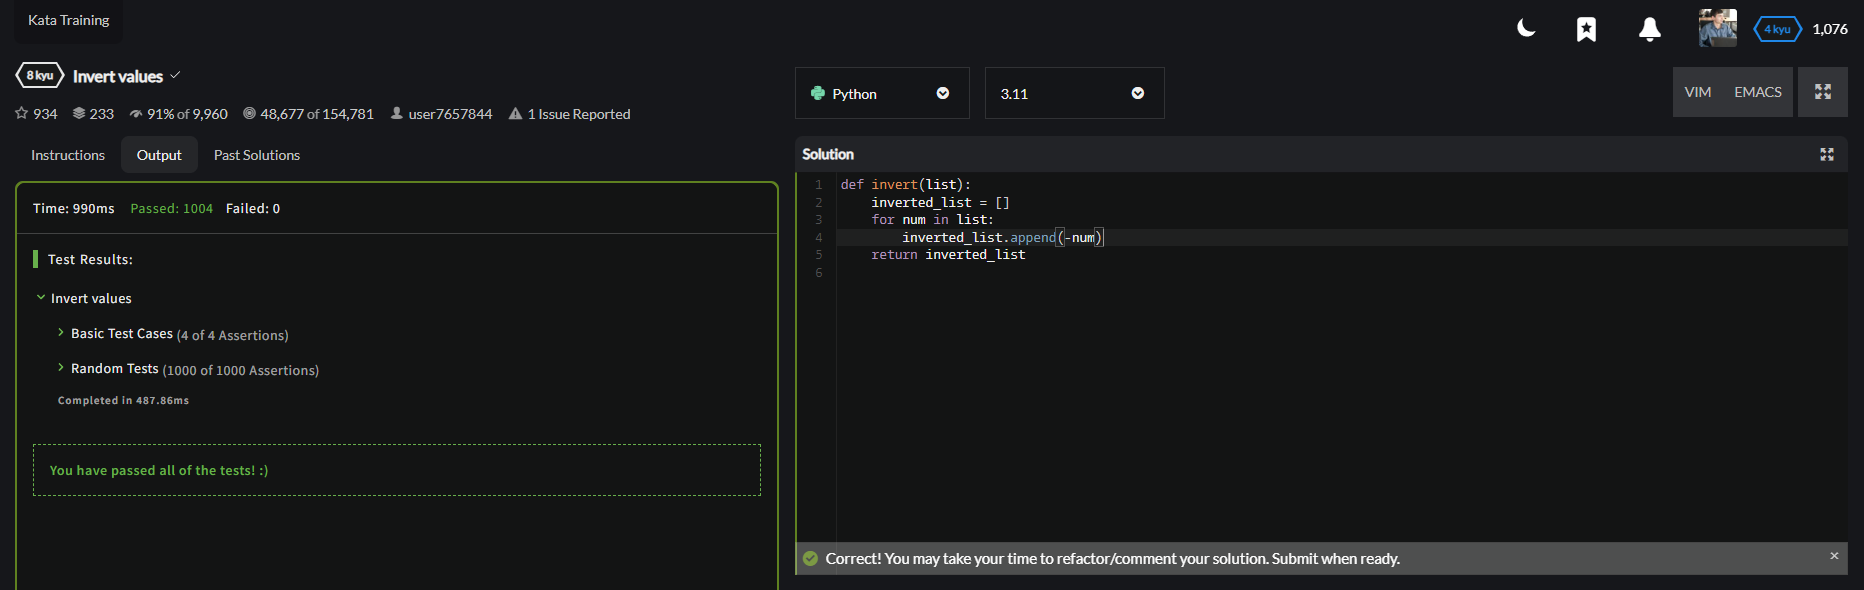 Kata Training
4 kyu 1,076
8 kyu Invert values
934 233 91% of 9,960 48,677 of 154,781 user7657844 1 Issue Reported
Instructions Output Past Solutions
Time: 990ms Passed: 1004 Failed: 0
Test Results:
Invert values
Basic Test Cases (4 of 4 Assertions)
Random Tests (1000 of 1000 Assertions)
Completed in 487.86ms
You have passed all of the tests! :)
Python 3.11 VIM EMACS
Solution
1 def invert(list):
2     inverted_list = []
3     for num in list:
4         inverted_list.append(-num)
5     return inverted_list
6
Correct! You may take your time to refactor/comment your solution. Submit when ready. ×